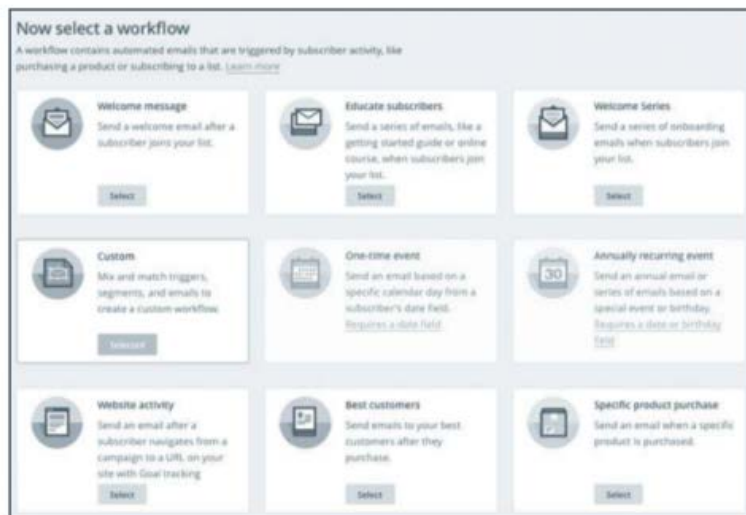 Now select a workflow
A workflow contains automated emails that are triggered by subscriber activity, like
purchasing a product or subscribing to a list. Learn more
Welcome message
Send a welcome email after a
subscriber joins your list.
Select
Educate subscribers
Send a series of emails, like a
getting started guide or online
course, when subscribers join
your list.
Select
Welcome Series
Send a series of onboarding
emails when subscribers join
your list.
Select
Custom
Mix and match triggers,
segments, and emails to
create a custom workflow.
Selected
One-time event
Send an email based on a
specific calendar day from a
subscriber's date field.
Requires a date field
30
Annually recurring event
Send an annual email or
series of emails based on a
special event or birthday.
Requires a date or birthday
field
Website activity
Send an email after a
subscriber navigates from a
campaign to a URL on your
site with Goal tracking
Select
Best customers
Send emails to your best
customers after they
purchase.
Select
Specific product purchase
Send an email when a specific
product is purchased.
Select